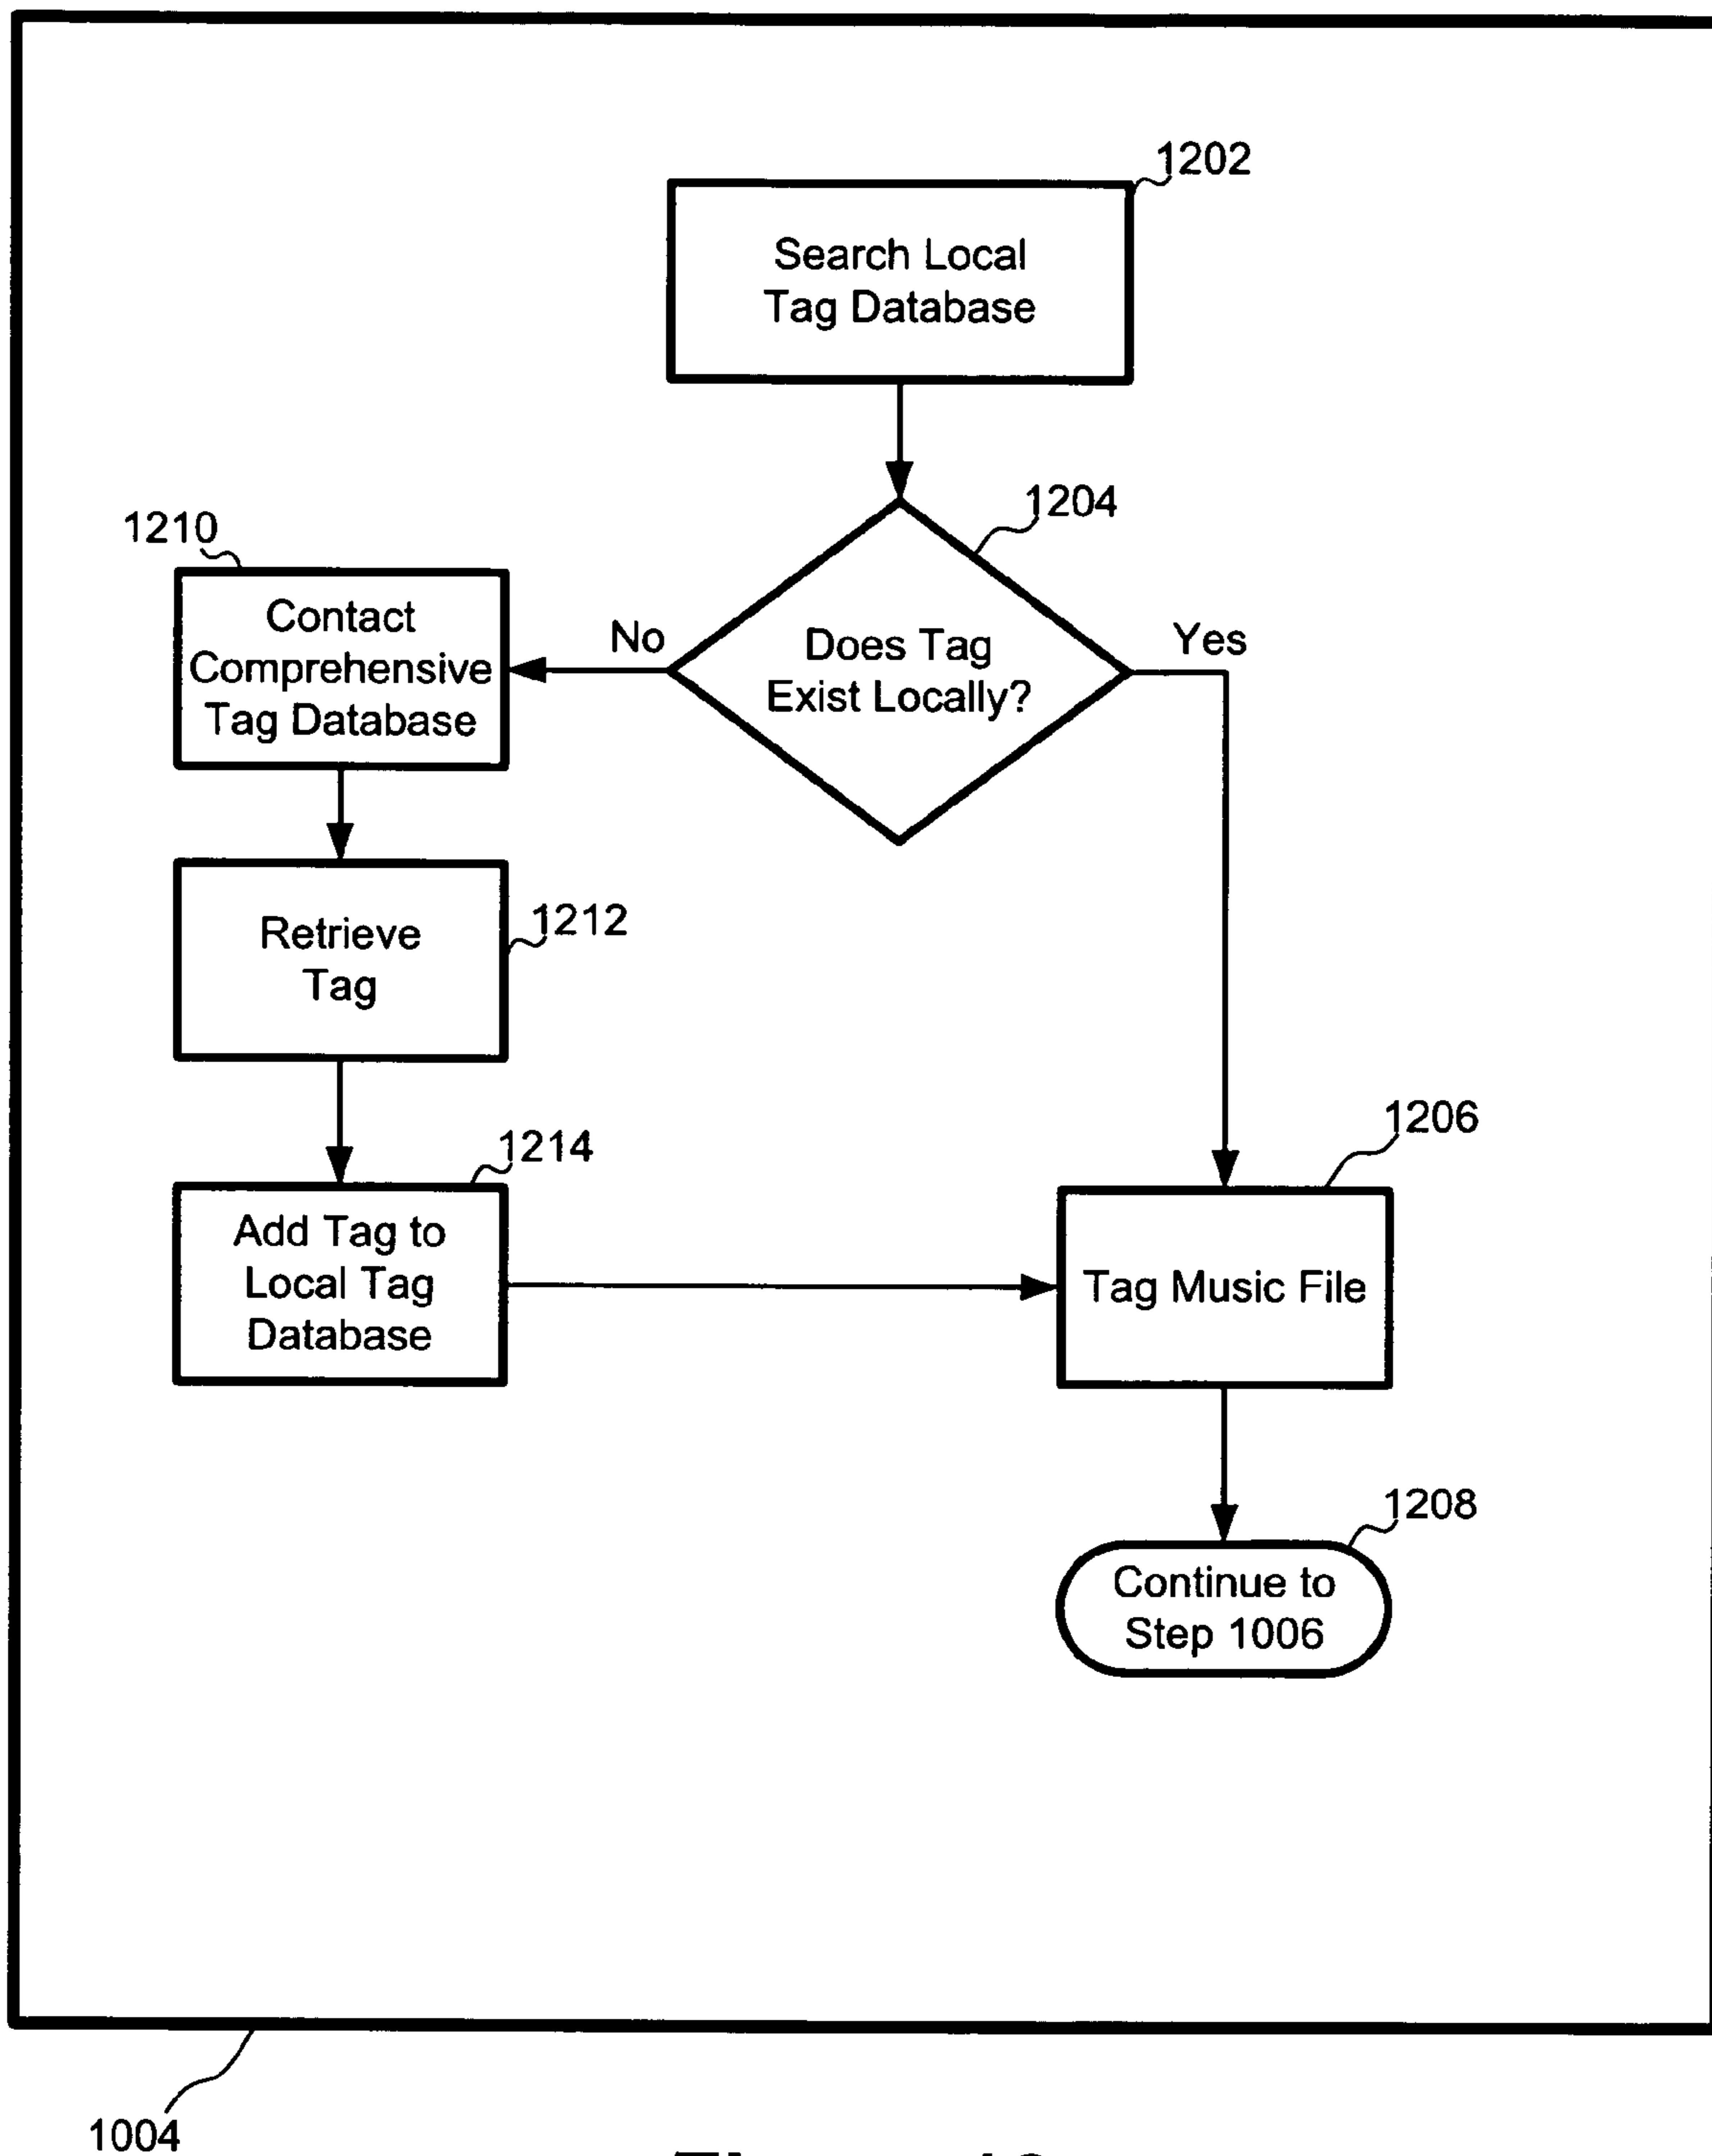 1202
Search Local
Tag Database
1204
Does Tag
Exist Locally?
No
Yes
1210
Contact
Comprehensive
Tag Database
1212
Retrieve
Tag
1214
Add Tag to
Local Tag
Database
1206
Tag Music File
1208
Continue to
Step 1006
1004